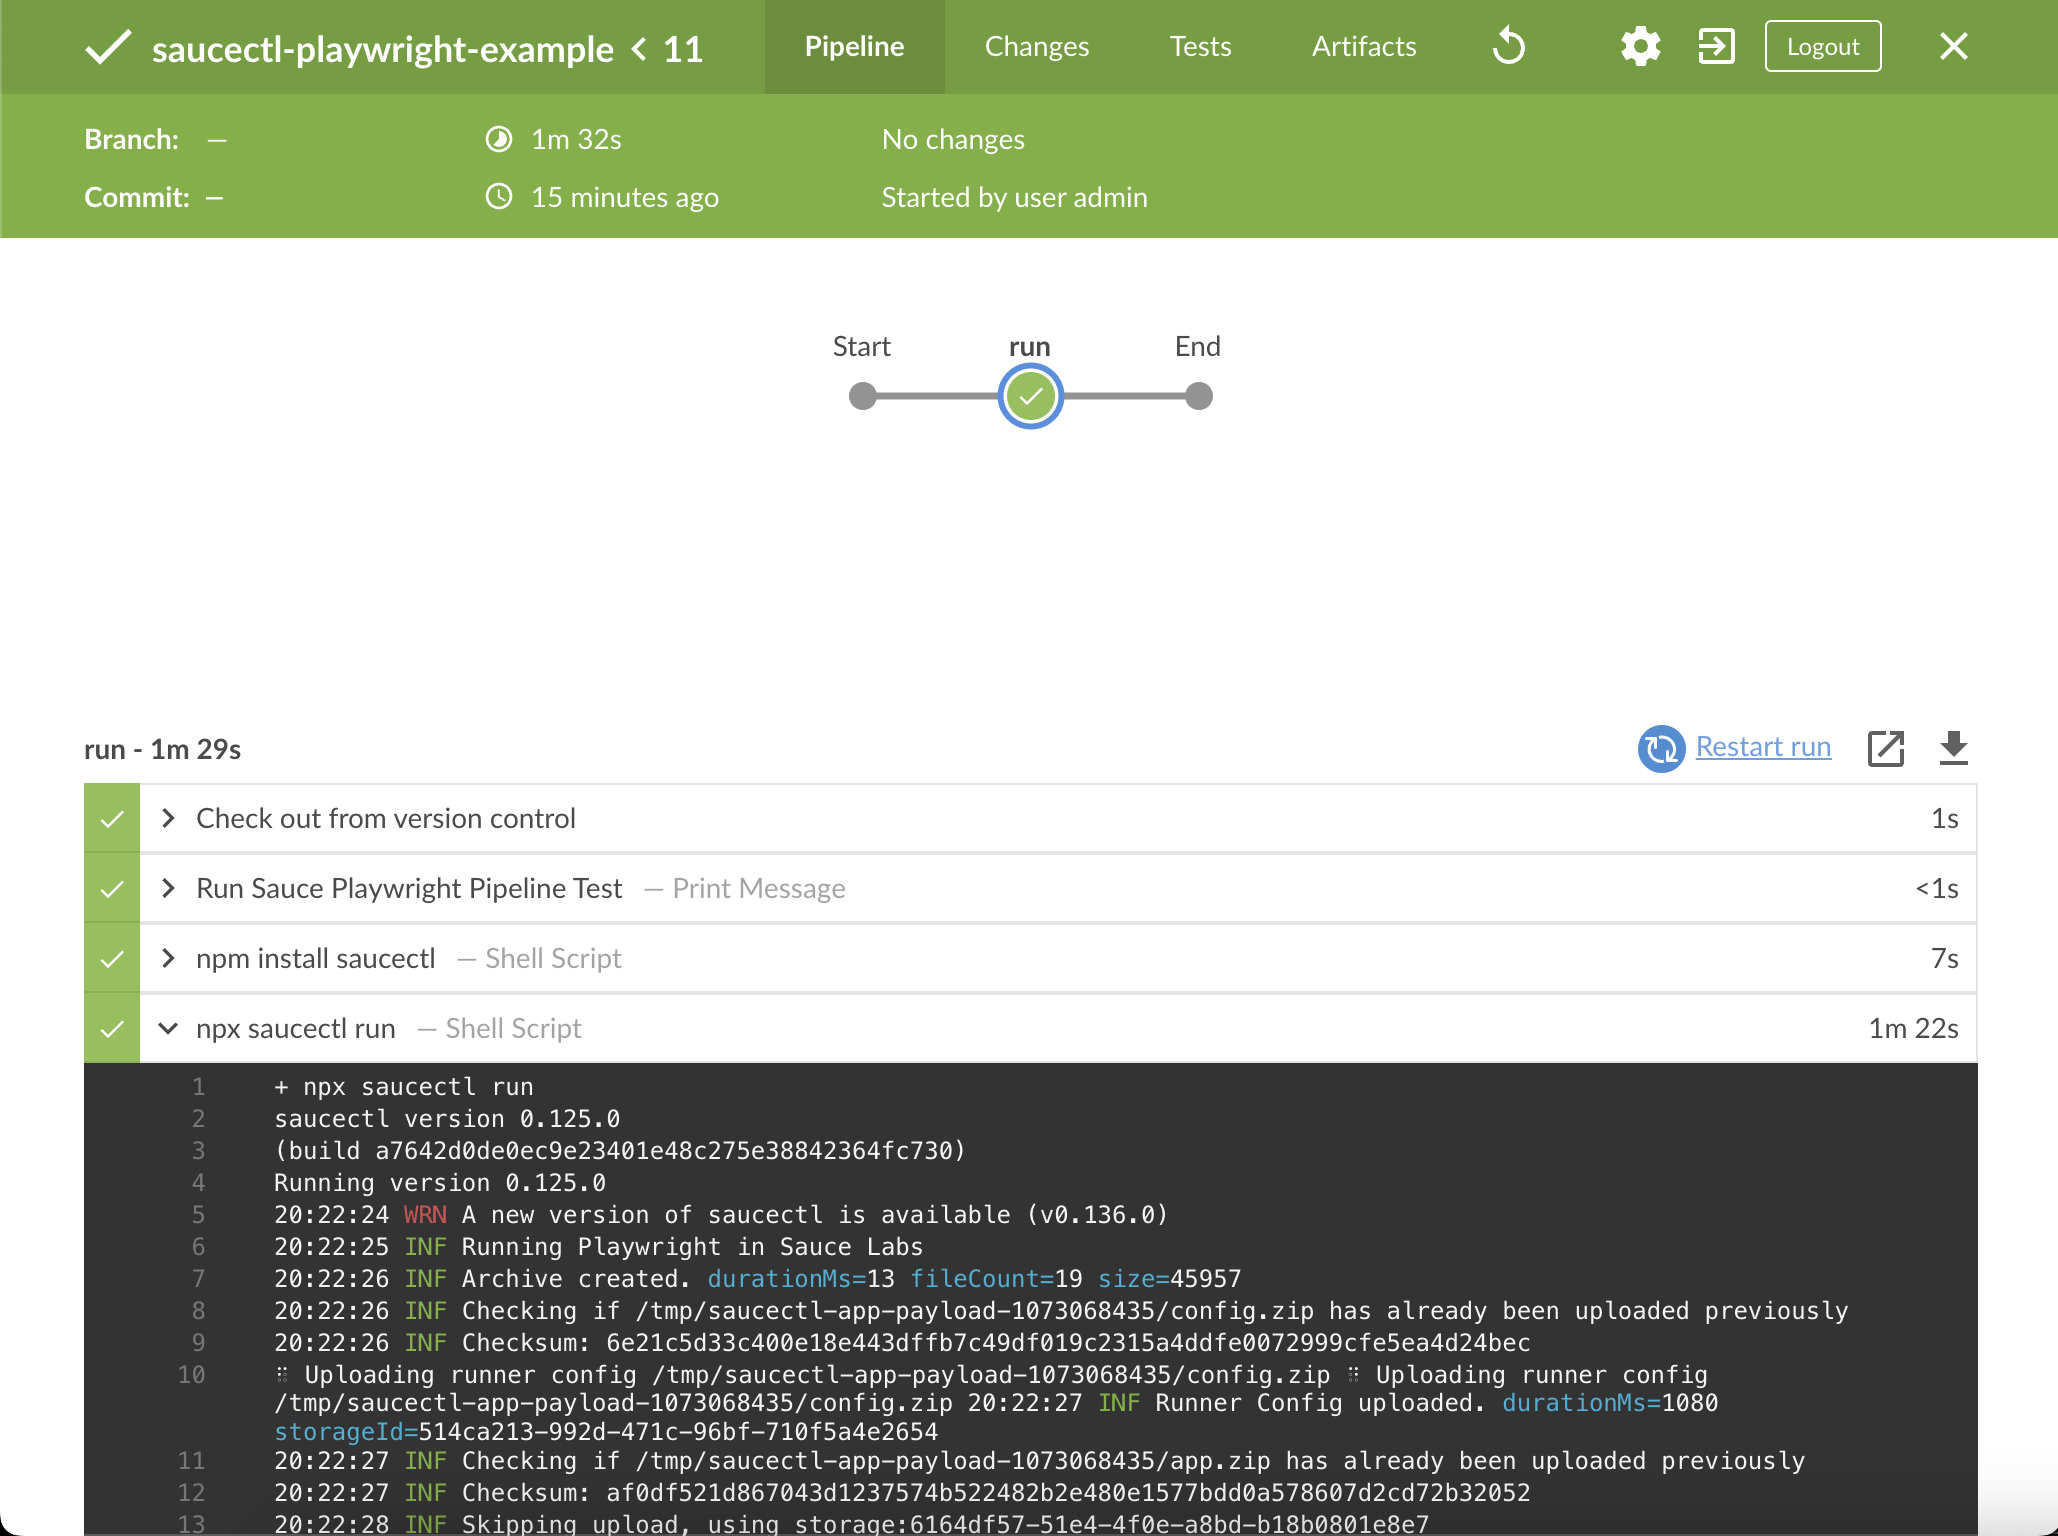 saucectl-playwright-example < 11
Pipeline
Changes
Tests
Artifacts
Logout
Branch: —
1m 32s
No changes
Commit: —
15 minutes ago
Started by user admin
Start
run
End
run - 1m 29s
Restart run
Check out from version control
1s
Run Sauce Playwright Pipeline Test — Print Message
<1s
npm install saucectl — Shell Script
7s
npx saucectl run — Shell Script
1m 22s
1 + npx saucectl run
2 saucectl version 0.125.0
3 (build a7642d0de0ec9e23401e48c275e38842364fc730)
4 Running version 0.125.0
5 20:22:24 WRN A new version of saucectl is available (v0.136.0)
6 20:22:25 INF Running Playwright in Sauce Labs
7 20:22:26 INF Archive created. durationMs=13 fileCount=19 size=45957
8 20:22:26 INF Checking if /tmp/saucectl-app-payload-1073068435/config.zip has already been uploaded previously
9 20:22:26 INF Checksum: 6e21c5d33c400e18e443dffb7c49df019c2315a4ddfe0072999cfe5ea4d24bec
10 ⠹ Uploading runner config /tmp/saucectl-app-payload-1073068435/config.zip ⠹ Uploading runner config
/tmp/saucectl-app-payload-1073068435/config.zip 20:22:27 INF Runner Config uploaded. durationMs=1080
storageId=514ca213-992d-471c-96bf-710f5a4e2654
11 20:22:27 INF Checking if /tmp/saucectl-app-payload-1073068435/app.zip has already been uploaded previously
12 20:22:27 INF Checksum: af0df521d867043d1237574b522482b2e480e1577bdd0a578607d2cd72b32052
13 20:22:28 INF Skipping upload, using storage:6164df57-51e4-4f0e-a8bd-b18b0801e8e7